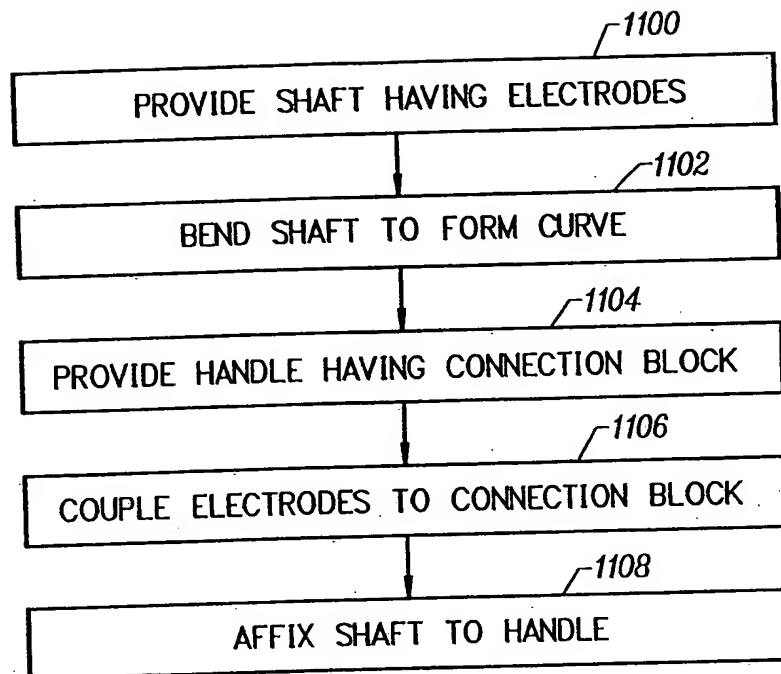 1100
PROVIDE SHAFT HAVING ELECTRODES
1102
BEND SHAFT TO FORM CURVE
1104
PROVIDE HANDLE HAVING CONNECTION BLOCK
1106
COUPLE ELECTRODES TO CONNECTION BLOCK
1108
AFFIX SHAFT TO HANDLE